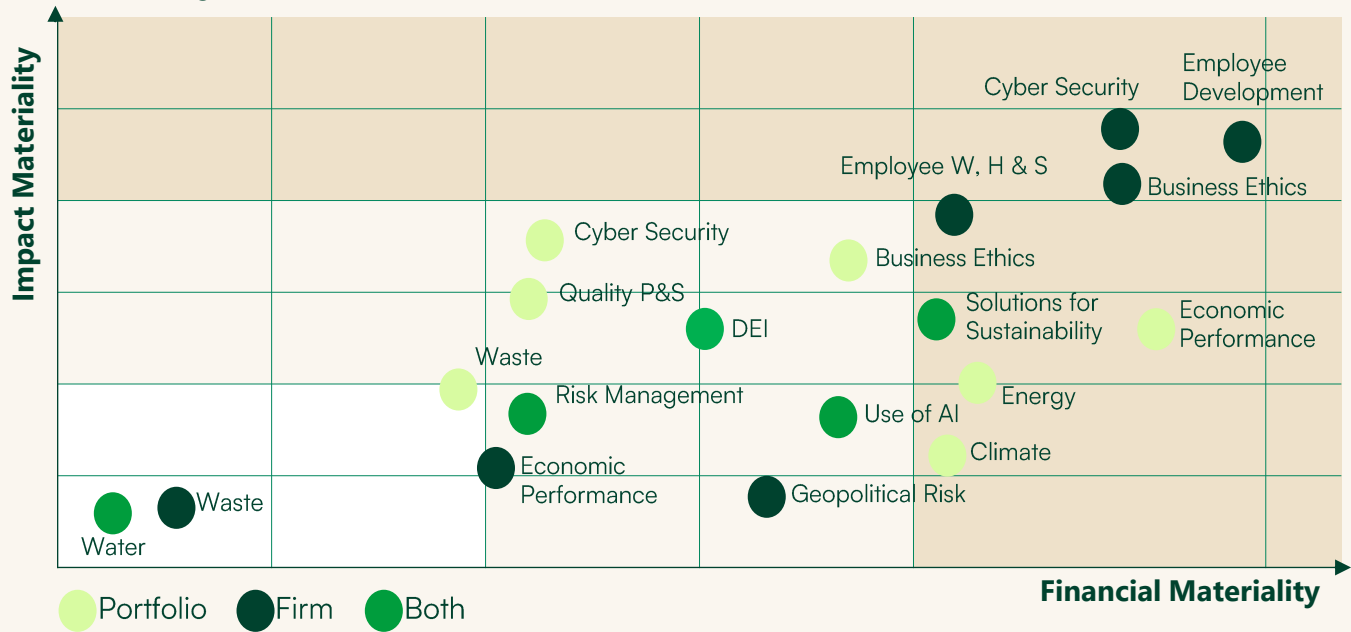 Impact Materiality
Employee
Development
Cyber Security
Employee W, H & S
Business Ethics
Cyber Security
Business Ethics
Quality P&S
Solutions for
Sustainability
Economic
Performance
DEI
Waste
Risk Management
Energy
Use of AI
Climate
Economic
Performance
Geopolitical Risk
Waste
Water
Financial Materiality
Portfolio
Firm
Both